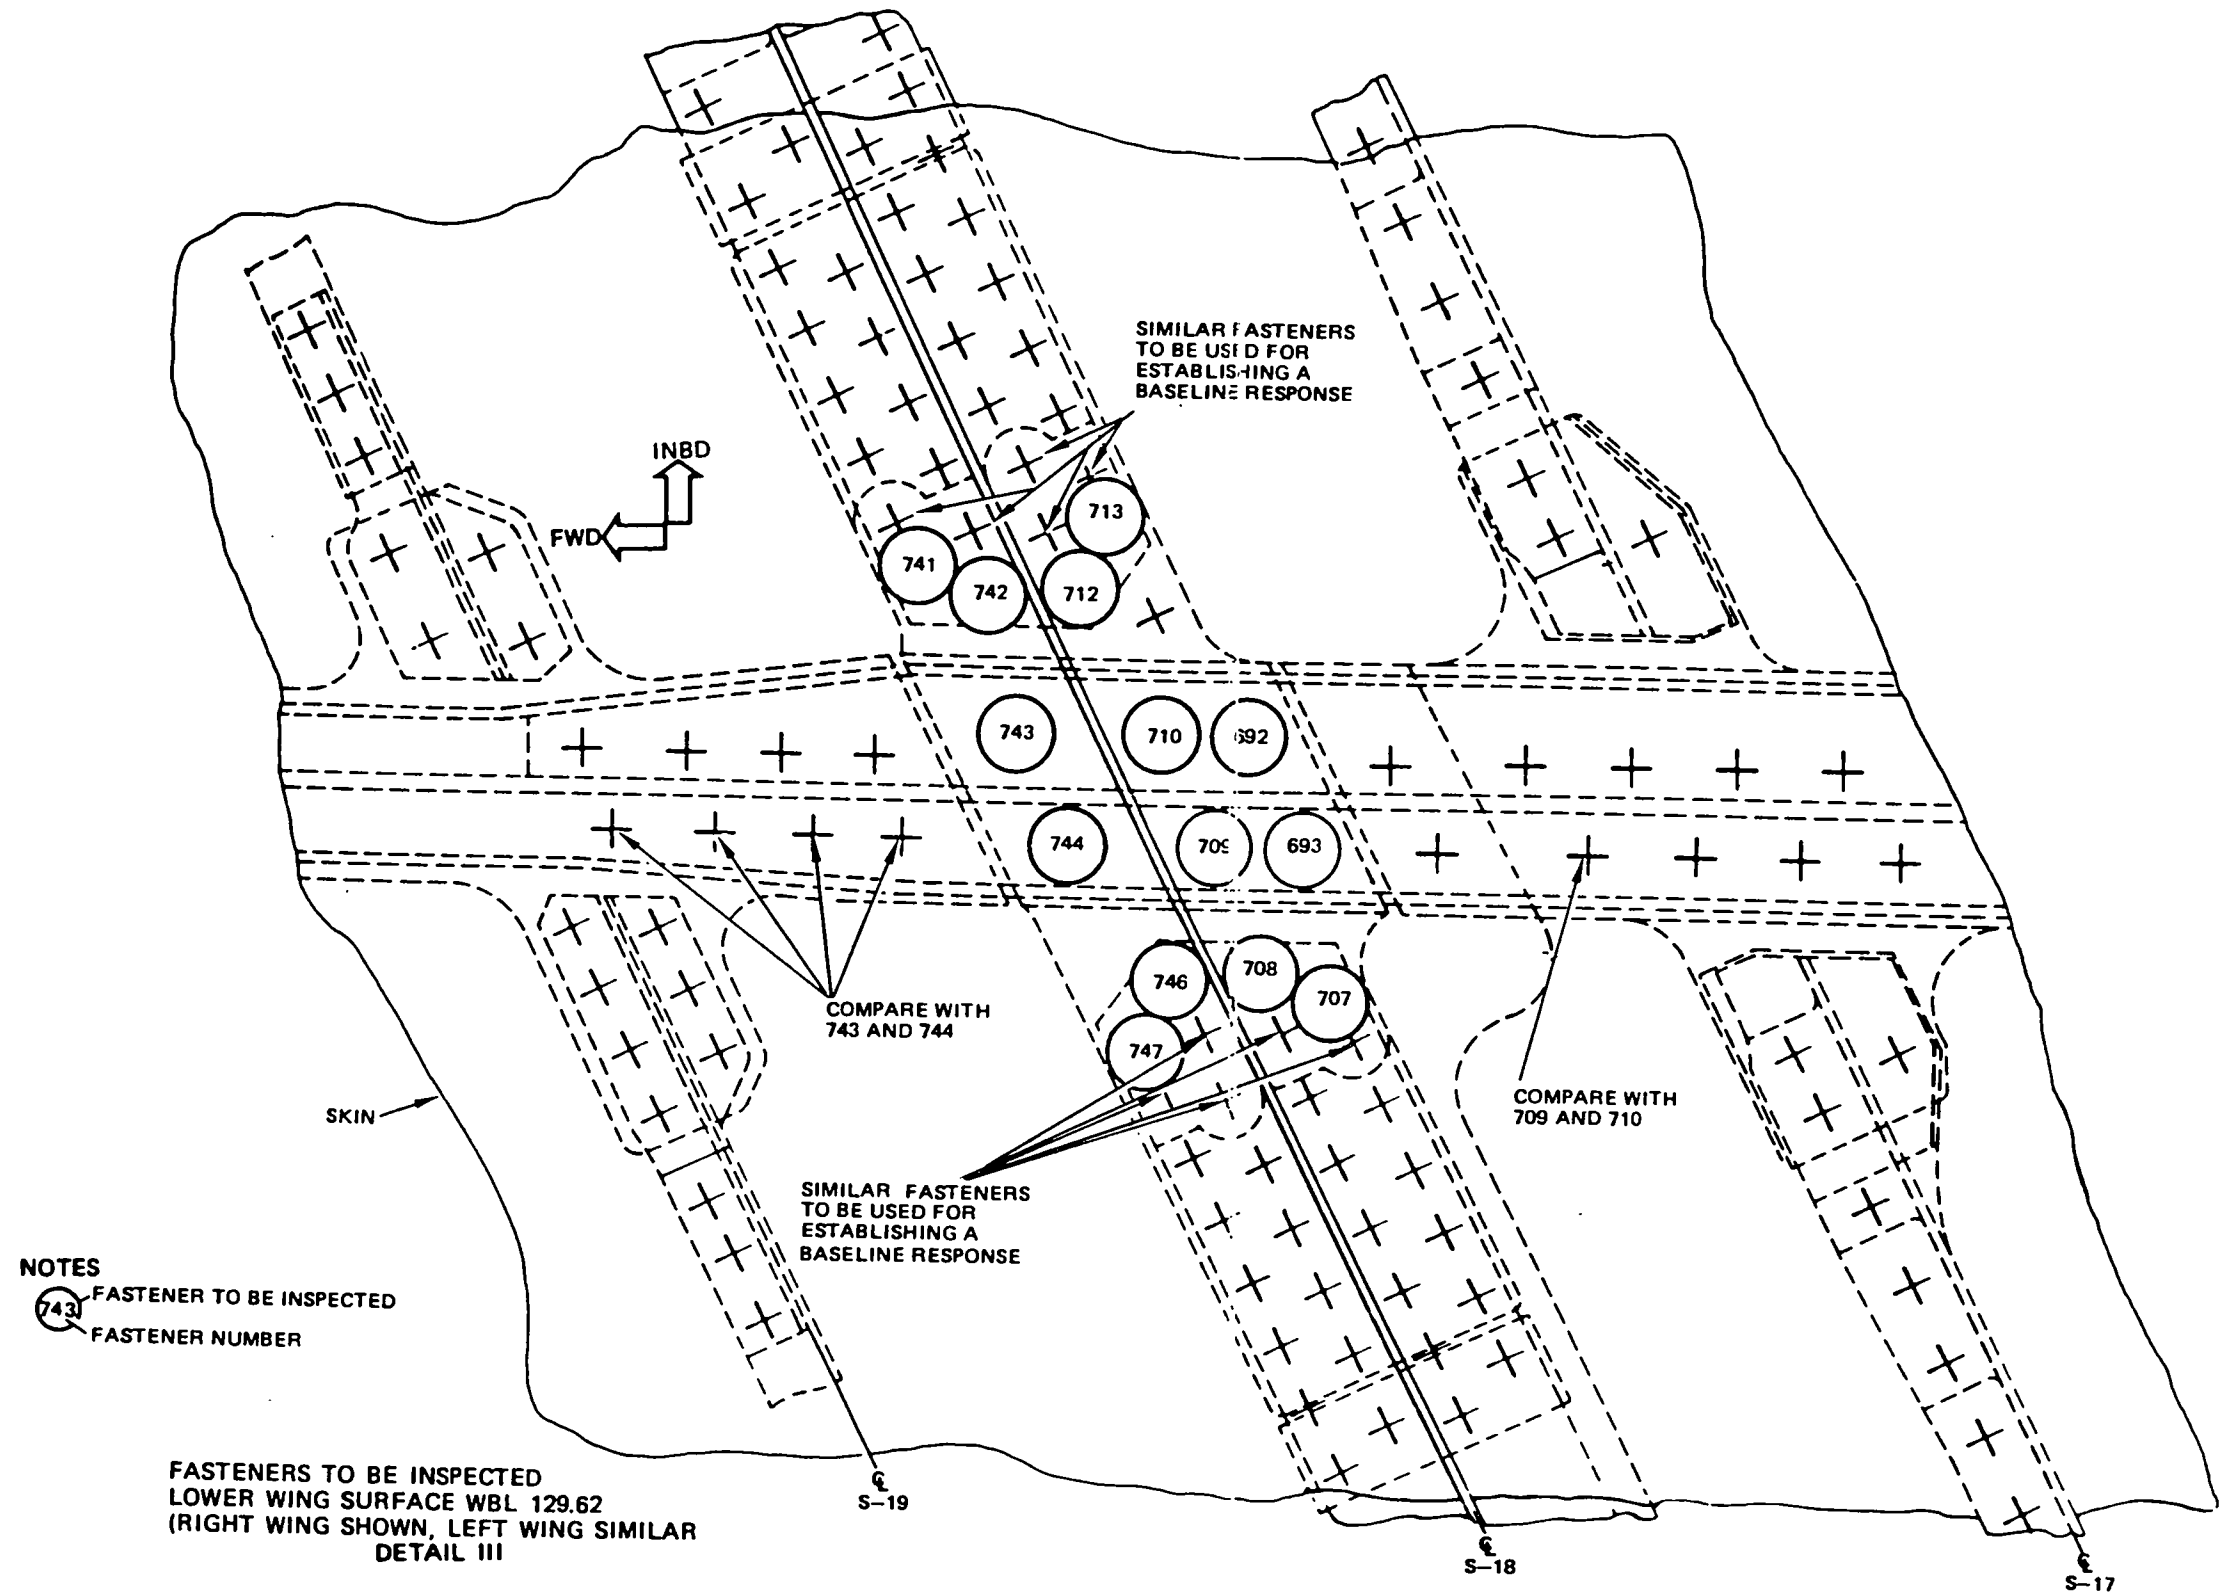 SIMILAR FASTENERS
TO BE USED FOR
ESTABLISHING A
BASELINE RESPONSE
INBD
FWD
713
741
742
712
743
710
692
744
709
693
746
708
707
747
COMPARE WITH
743 AND 744
COMPARE WITH
709 AND 710
SKIN
SIMILAR FASTENERS
TO BE USED FOR
ESTABLISHING A
BASELINE RESPONSE
NOTES
743
FASTENER TO BE INSPECTED
FASTENER NUMBER
FASTENERS TO BE INSPECTED
LOWER WING SURFACE WBL 129.62
(RIGHT WING SHOWN, LEFT WING SIMILAR
DETAIL III
℄
S-19
℄
S-18
℄
S-17